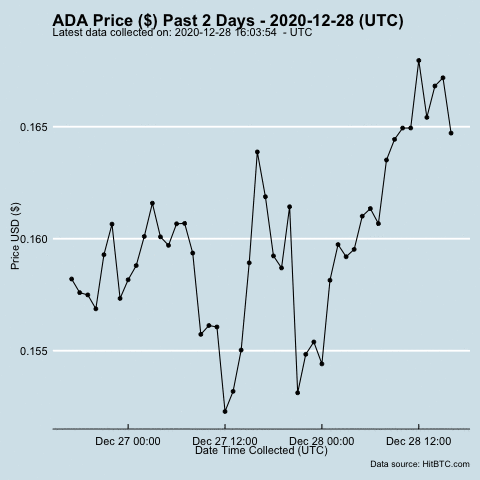 ADA Price ($) Past 2 Days - 2020-12-28 (UTC)
Latest data collected on: 2020-12-28 16:03:54  - UTC
Price USD ($)
0.165
0.160
0.155
Dec 27 00:00 Dec 27 12:00 Dec 28 00:00 Dec 28 12:00
Date Time Collected (UTC)
Data source: HitBTC.com